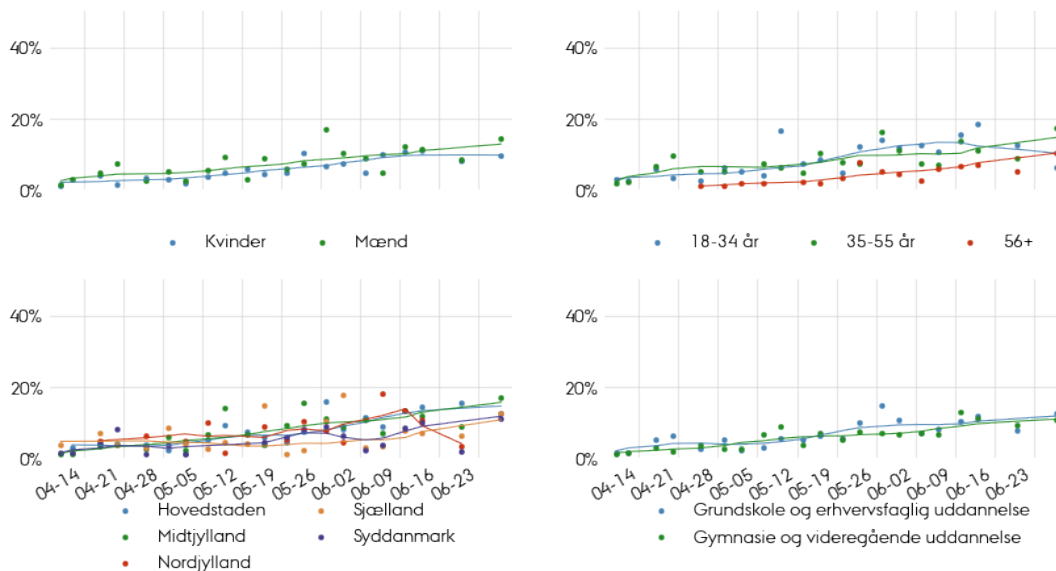 40%
20%
0%
Kvinder Mænd
40%
20%
0%
18-34 år 35-55 år 56+
40%
20%
0%
04-14 04-21 04-28 05-05 05-12 05-19 05-26 06-02 06-09 06-16 06-23
Hovedstaden Sjælland
Midtjylland Syddanmark
Nordjylland
40%
20%
0%
04-14 04-21 04-28 05-05 05-12 05-19 05-26 06-02 06-09 06-16 06-23
Grundskole og erhvervsfaglig uddannelse
Gymnasie og videregående uddannelse